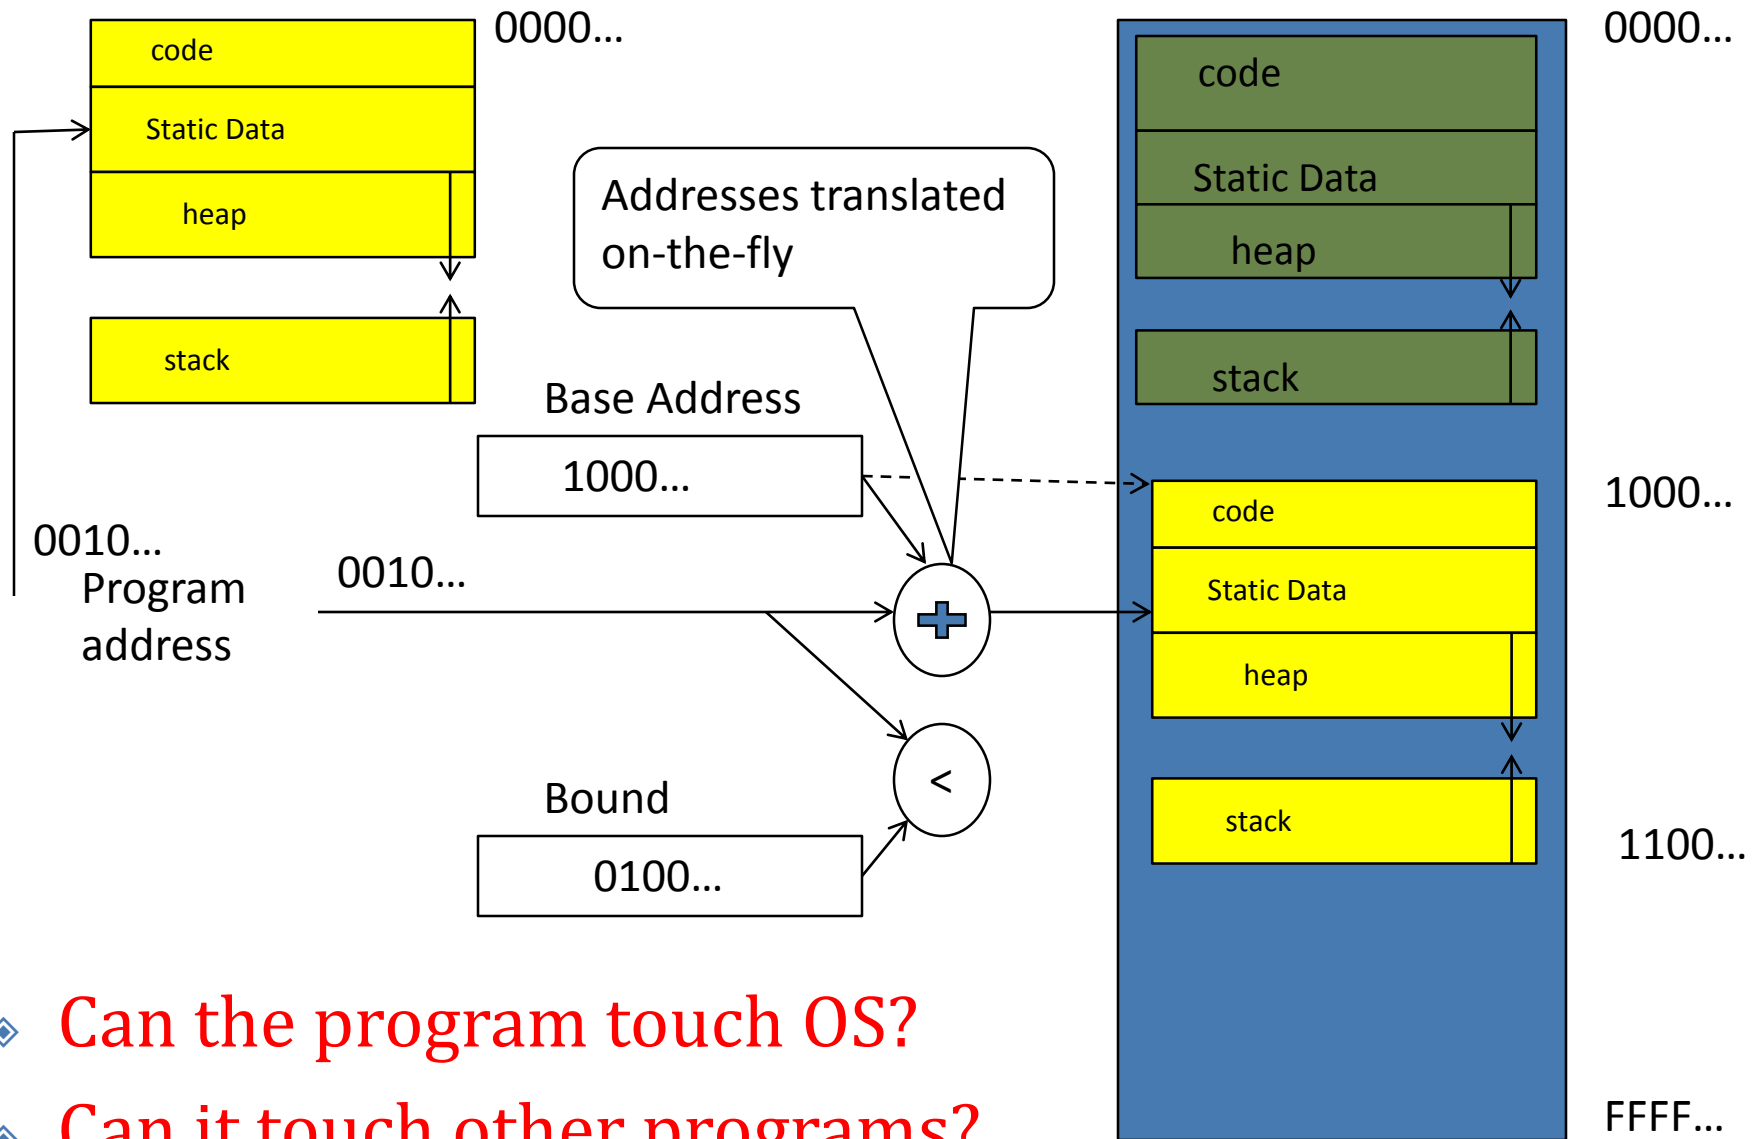 0000...
code
Static Data
heap
stack
Addresses translated
on-the-fly
Base Address
1000...
0010...
Program
address
0010...
<
Bound
0100...
0000...
code
Static Data
heap
stack
1000...
code
Static Data
heap
stack
1100...
FFFF...
Can the program touch OS?
Can it touch other programs?